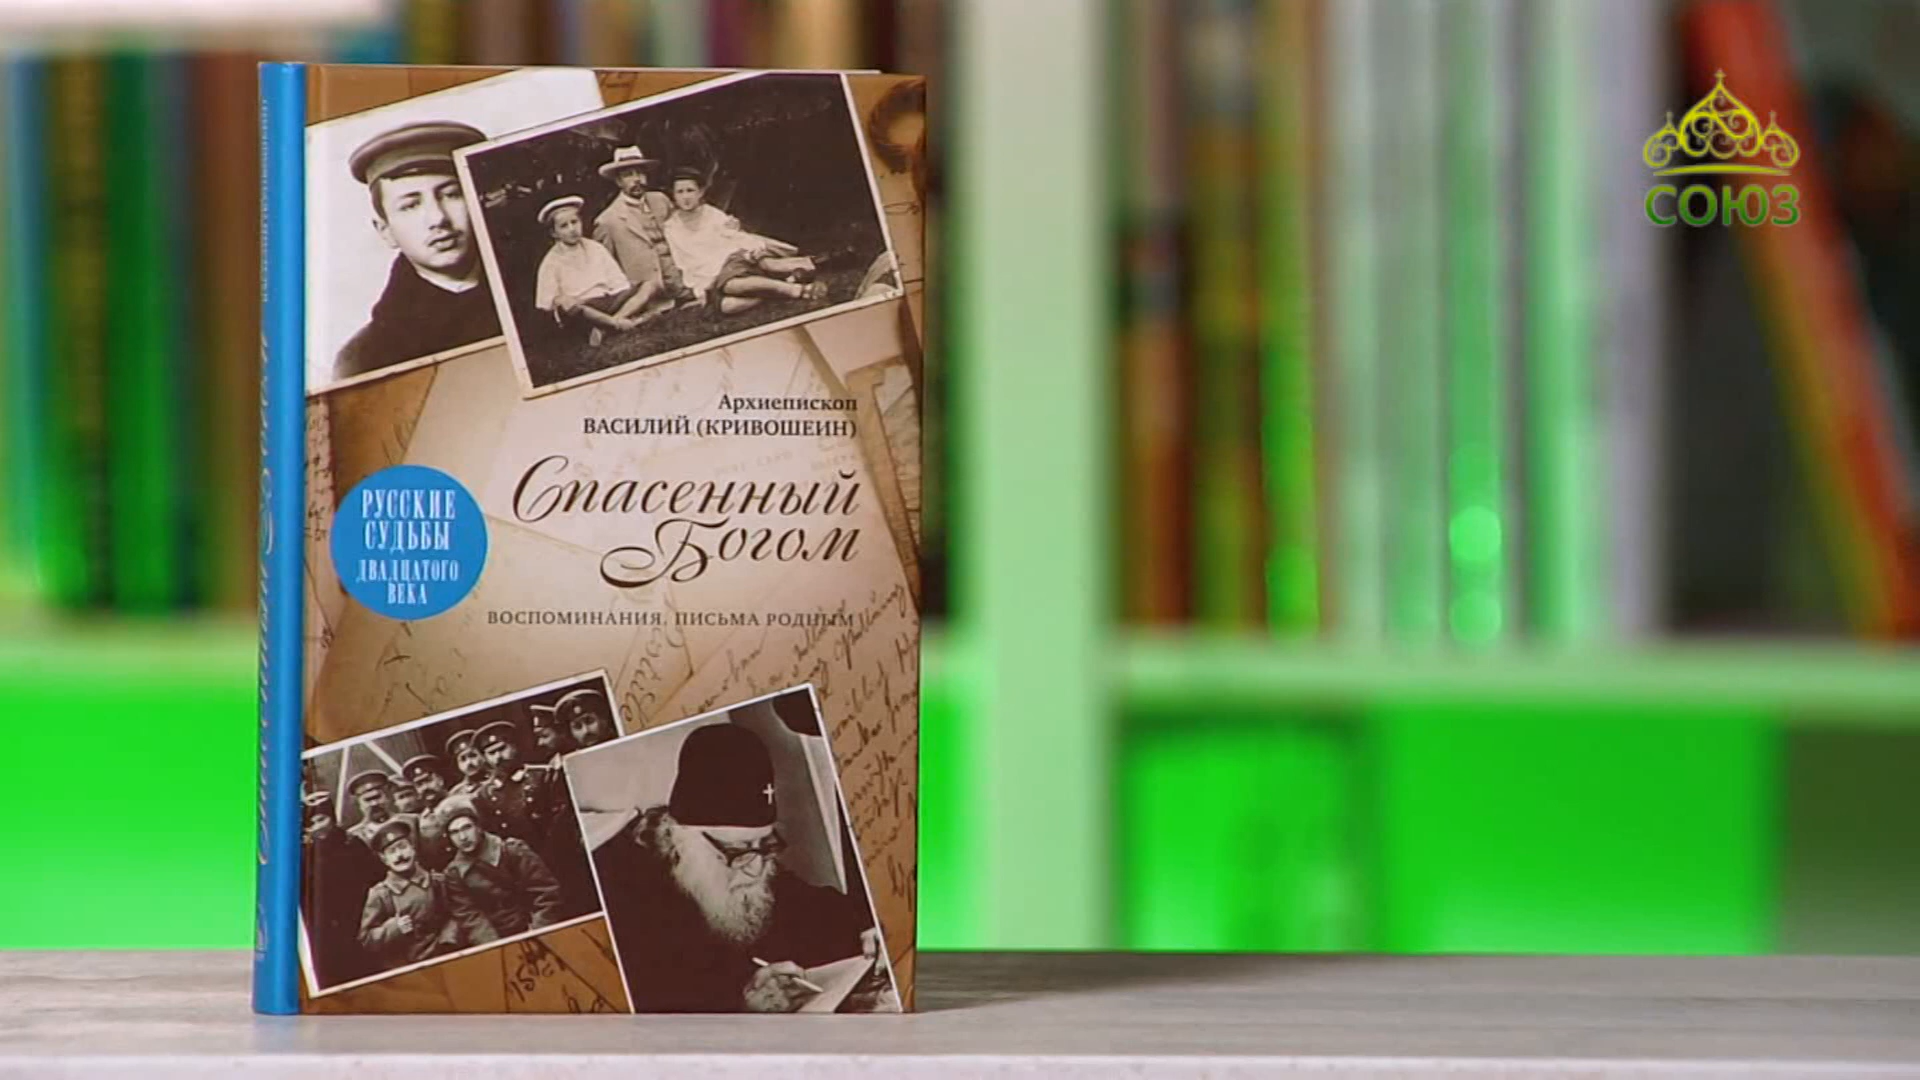 СОЮЗ
Архиепископ
ВАСИЛИЙ (КРИВОШЕИН)
Спасенный
Богом
РУССКИЕ
СУДЬБЫ
ДВАДЦАТОГО
ВЕКА
ВОСПОМИНАНИЯ. ПИСЬМА РОДНЫМ